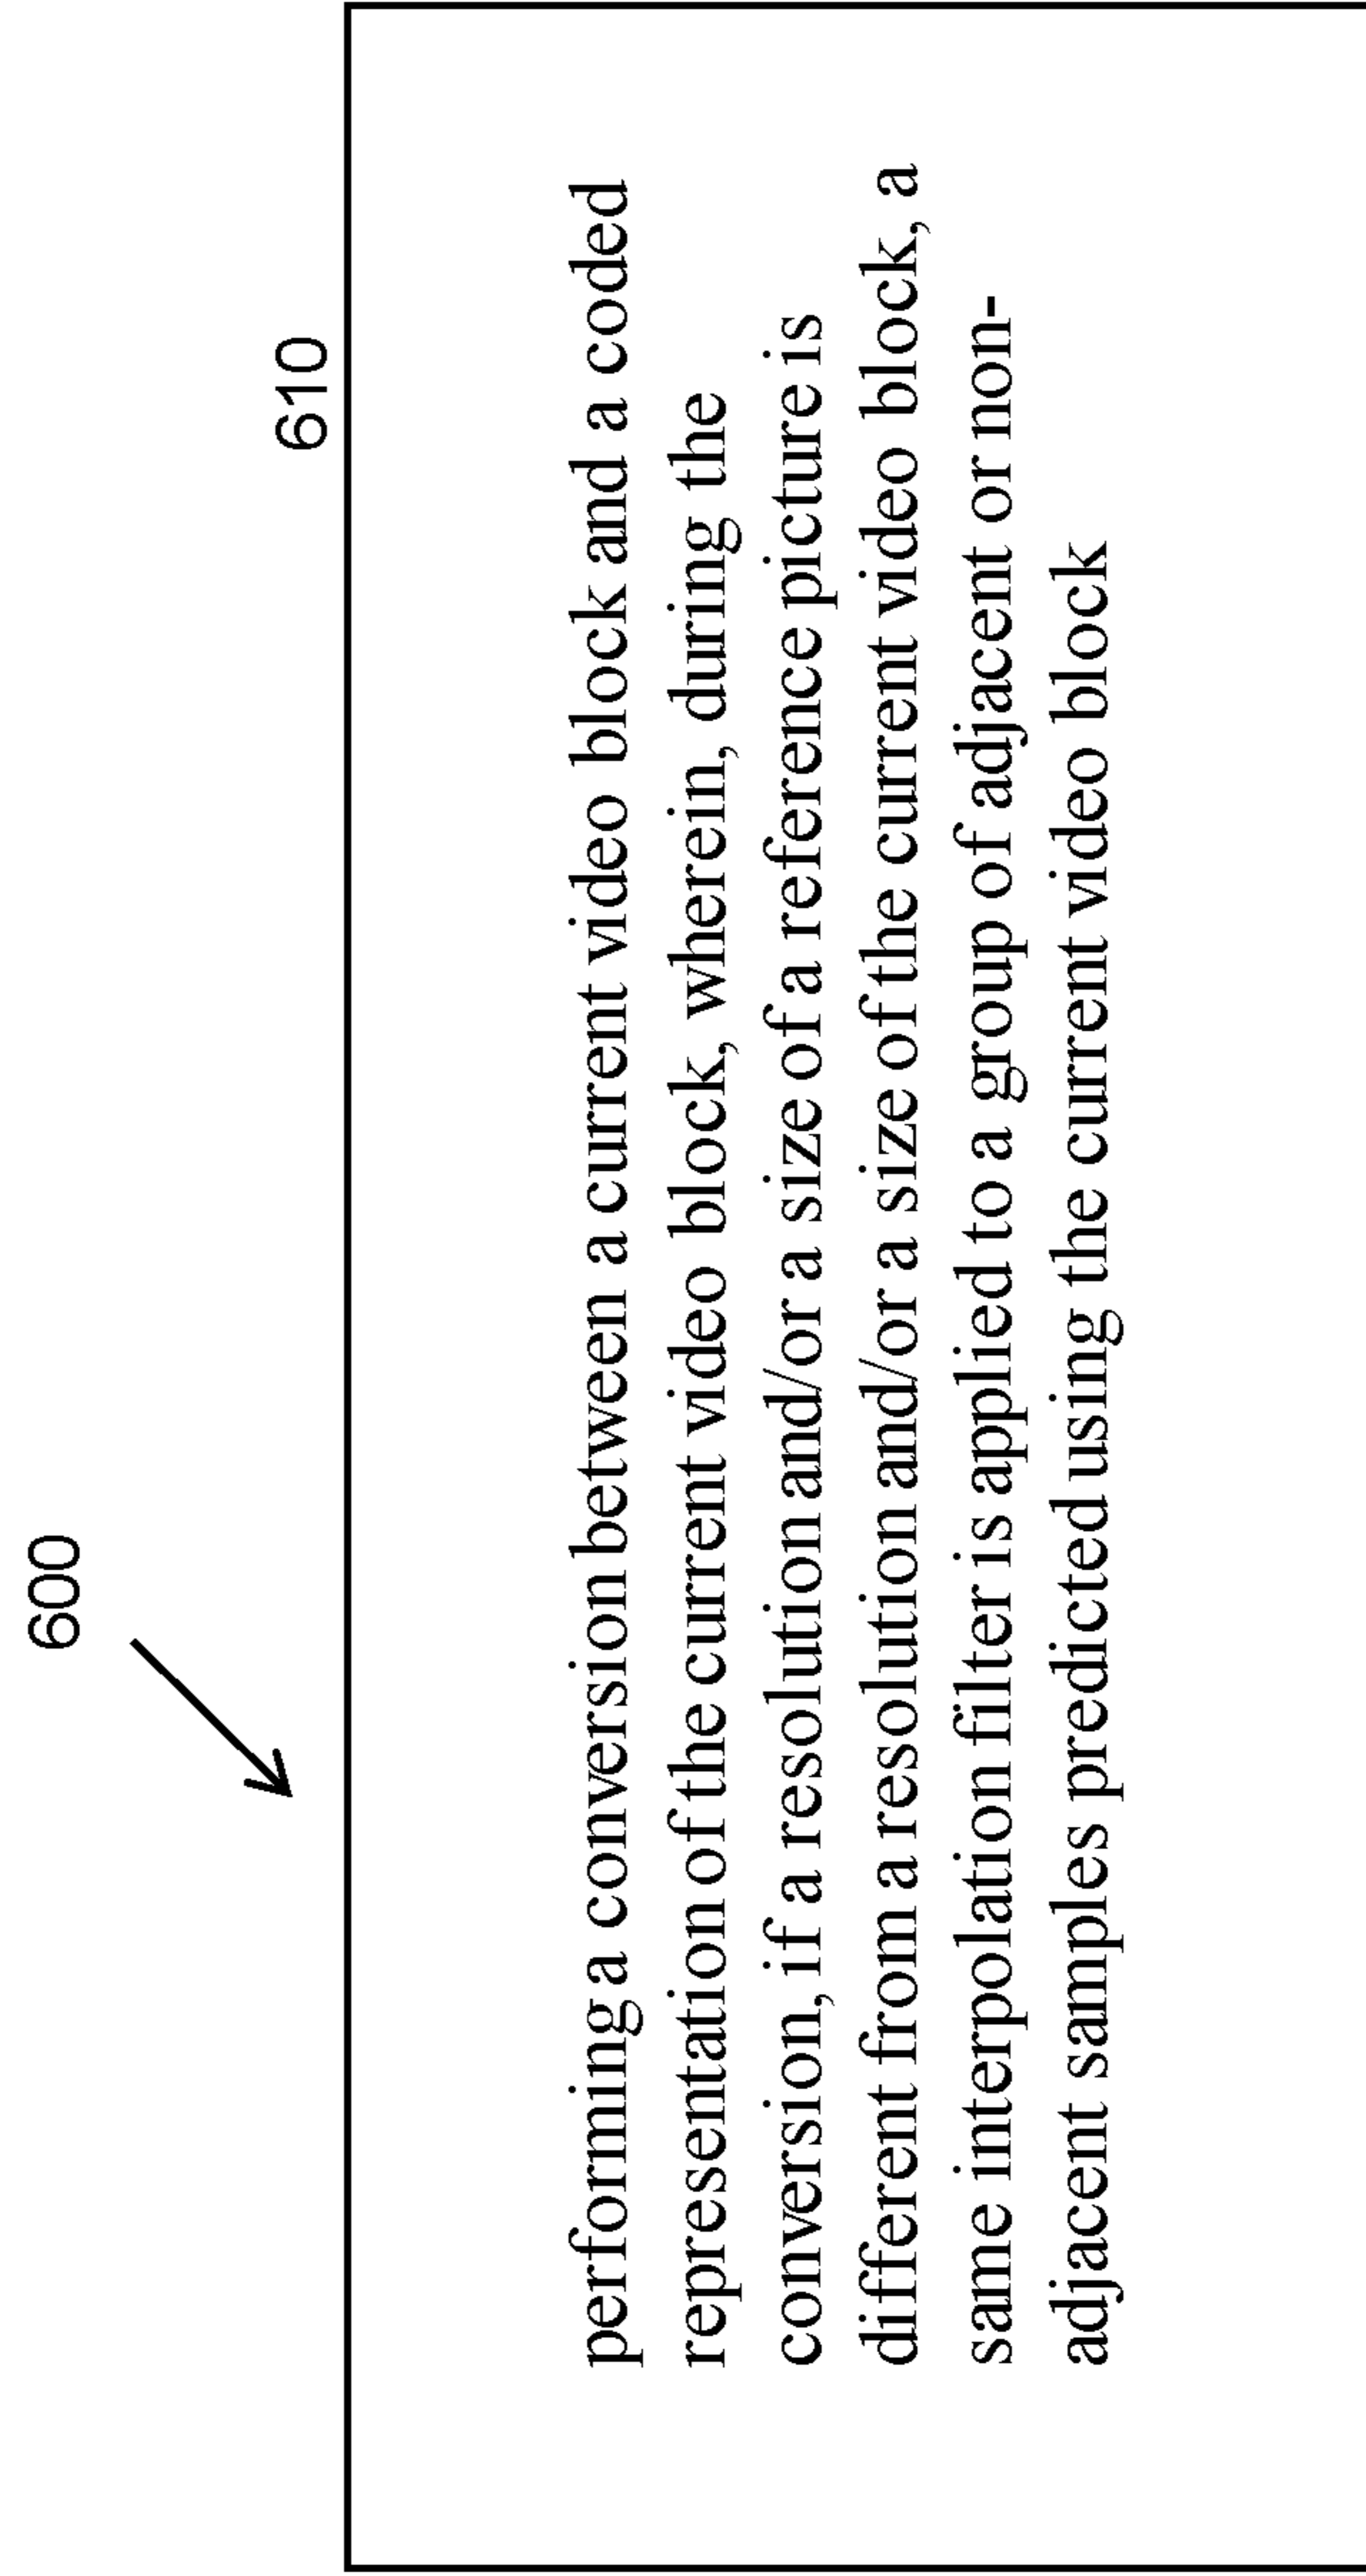 600
610
performing a conversion between a current video block and a coded
representation of the current video block, wherein, during the
conversion, if a resolution and/or a size of a reference picture is
different from a resolution and/or a size of the current video block, a
same interpolation filter is applied to a group of adjacent or non-
adjacent samples predicted using the current video block